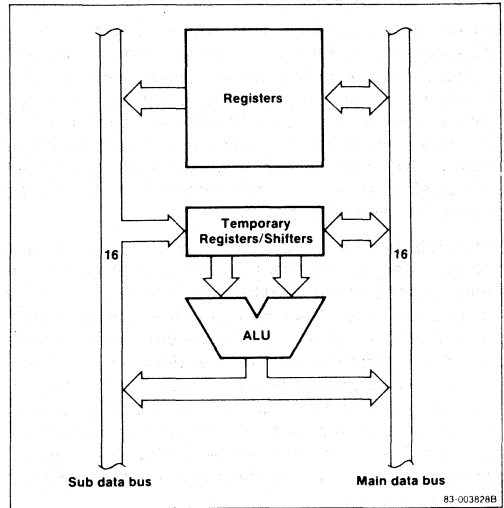 Registers
Temporary
Registers/Shifters
16
16
ALU
Sub data bus
Main data bus
83-003828B